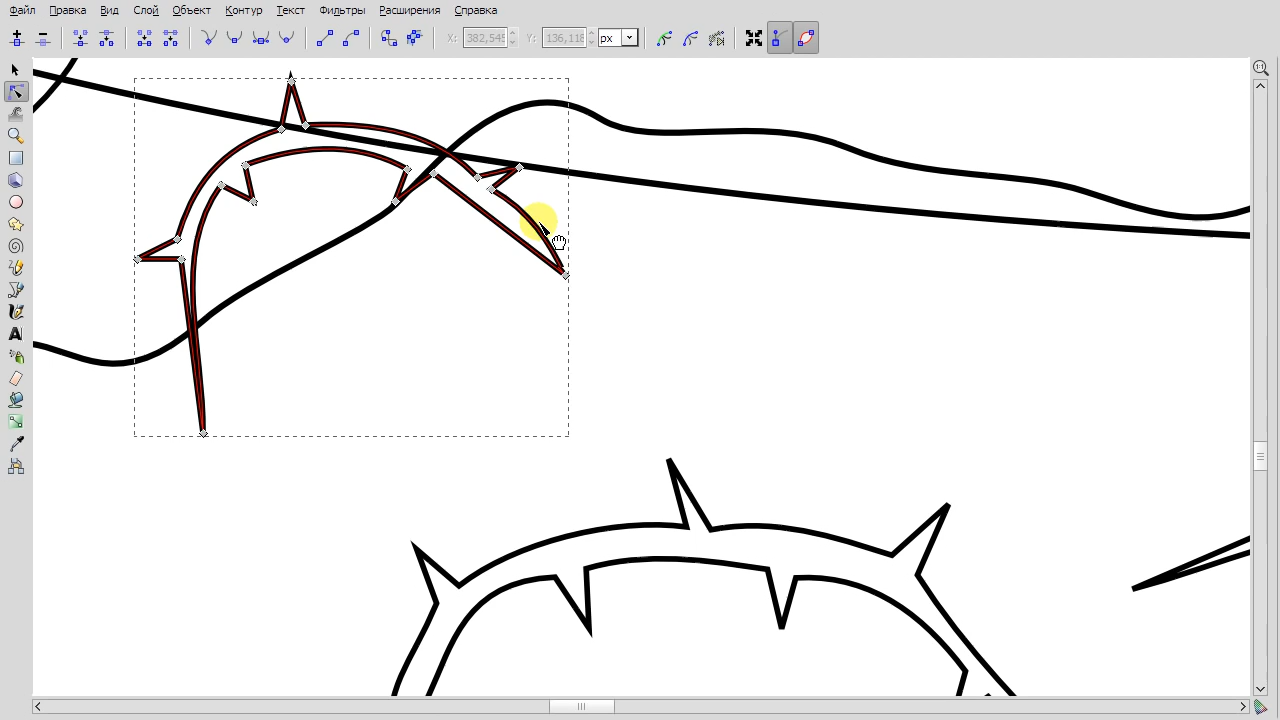 Файл Правка Вид Слой Объект Контур Текст Фильтры Расширения Справка
X: 382,545 Y: 136,118 px
A